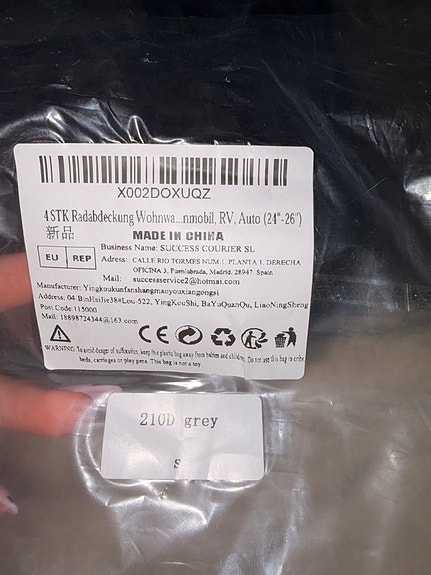 X002DOXUQZ
4STK Radabdeckung Wohnwa...nmobil, RV, Auto (24"-26")
新品
MADE IN CHINA
EU REP
Business Name: SUCCESS COURIER SL
Adress: CALLE RIO TORMES NUM.1, PLANTA 1, DERECHA
OFICINA 3, Fuenlabrada, Madrid, 28947 Spain
Mail: successservice2@hotmai.com
Manufacturer: Yingkoukunfanshangmaoyouxiangongsi
Address: 04-BinHaiJie38#Lou-522, YingKouShi, BaYuQuanQu, LiaoNingSheng
Post Code 115000
Mail: 18898724344@163.com
CE
WARNING To avoid danger of suffocation, keep this plastic bag away from babies and children. Do not use this bag in cribs,
beds, carriages or play pens. This bag is not a toy.
210D grey
S